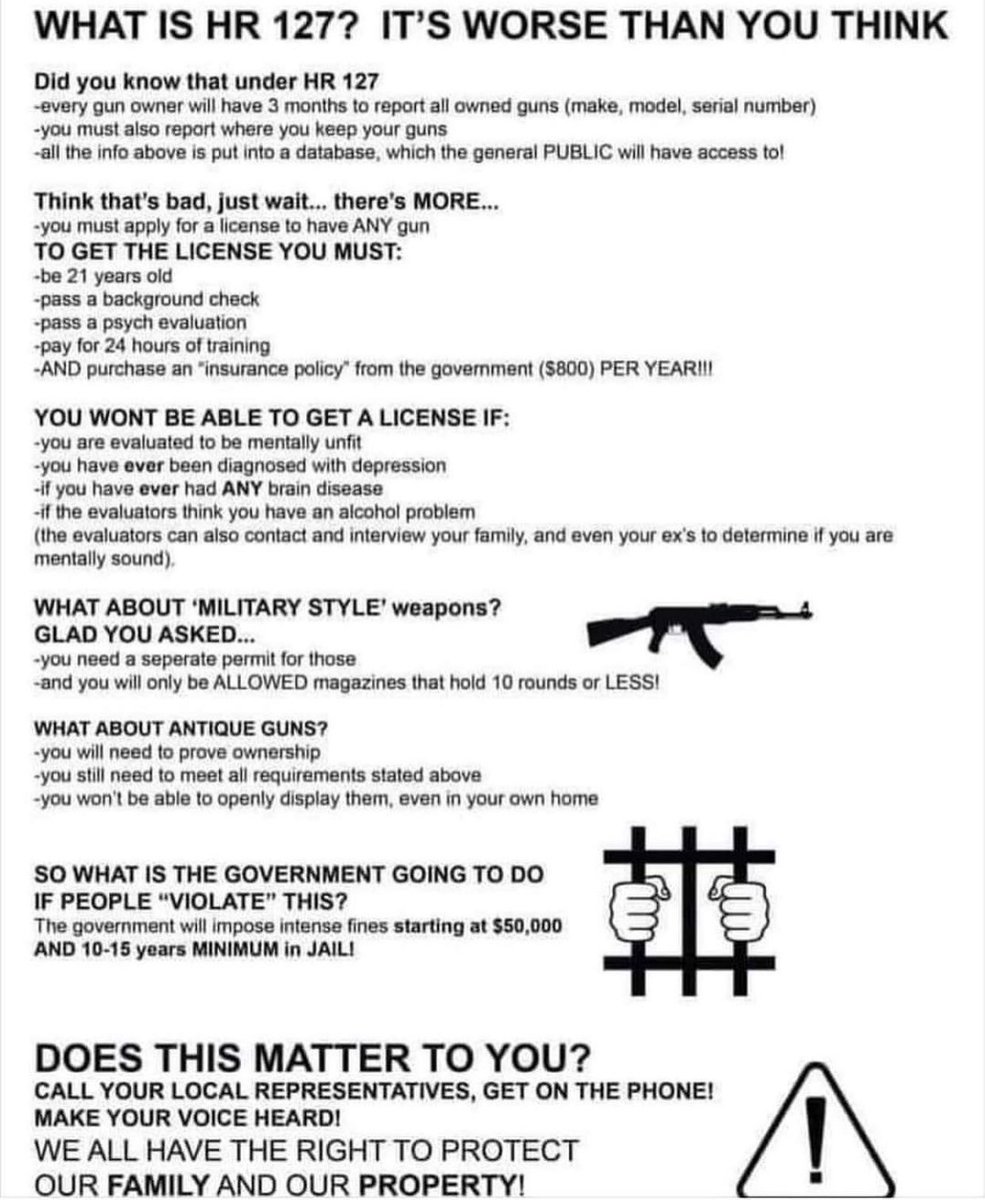 WHAT IS HR 127? IT'S WORSE THAN YOU THINK
Did you know that under HR 127
-every gun owner will have 3 months to report all owned guns (make, model, serial number)
-you must also report where you keep your guns
-all the info above is put into a database, which the general PUBLIC will have access to!
Think that's bad, just wait... there's MORE...
-you must apply for a license to have ANY gun
TO GET THE LICENSE YOU MUST:
-be 21 years old
-pass a background check
-pass a psych evaluation
-pay for 24 hours of training
-AND purchase an "insurance policy" from the government ($800) PER YEAR!!!
YOU WONT BE ABLE TO GET A LICENSE IF:
-you are evaluated to be mentally unfit
-you have ever been diagnosed with depression
-if you have ever had ANY brain disease
-if the evaluators think you have an alcohol problem
(the evaluators can also contact and interview your family, and even your ex's to determine if you are
mentally sound).
WHAT ABOUT 'MILITARY STYLE' weapons?
GLAD YOU ASKED...
-you need a seperate permit for those
-and you will only be ALLOWED magazines that hold 10 rounds or LESS!
WHAT ABOUT ANTIQUE GUNS?
-you will need to prove ownership
-you still need to meet all requirements stated above
-you won't be able to openly display them, even in your own home
SO WHAT IS THE GOVERNMENT GOING TO DO
IF PEOPLE "VIOLATE" THIS?
The government will impose intense fines starting at $50,000
AND 10-15 years MINIMUM in JAIL!
DOES THIS MATTER TO YOU?
CALL YOUR LOCAL REPRESENTATIVES, GET ON THE PHONE!
MAKE YOUR VOICE HEARD!
WE ALL HAVE THE RIGHT TO PROTECT
OUR FAMILY AND OUR PROPERTY!